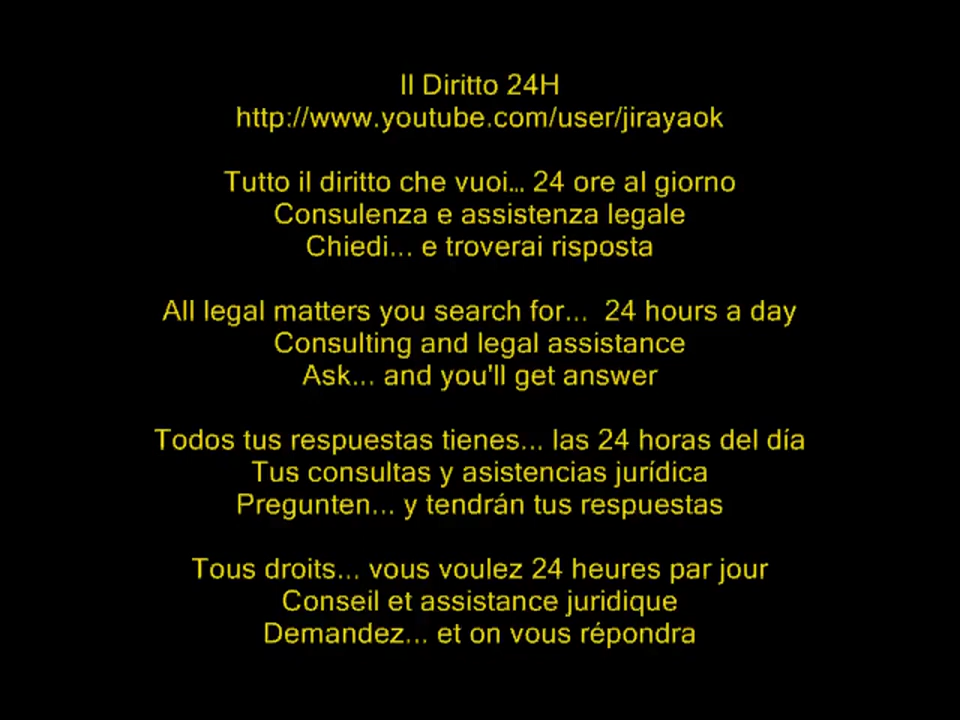 Il Diritto 24H
http://www.youtube.com/user/jirayaok
Tutto il diritto che vuoi... 24 ore al giorno
Consulenza e assistenza legale
Chiedi... e troverai risposta
All legal matters you search for...  24 hours a day
Consulting and legal assistance
Ask... and you'll get answer
Todos tus respuestas tienes... las 24 horas del día
Tus consultas y asistencias jurídica
Pregunten... y tendrán tus respuestas
Tous droits... vous voulez 24 heures par jour
Conseil et assistance juridique
Demandez... et on vous répondra